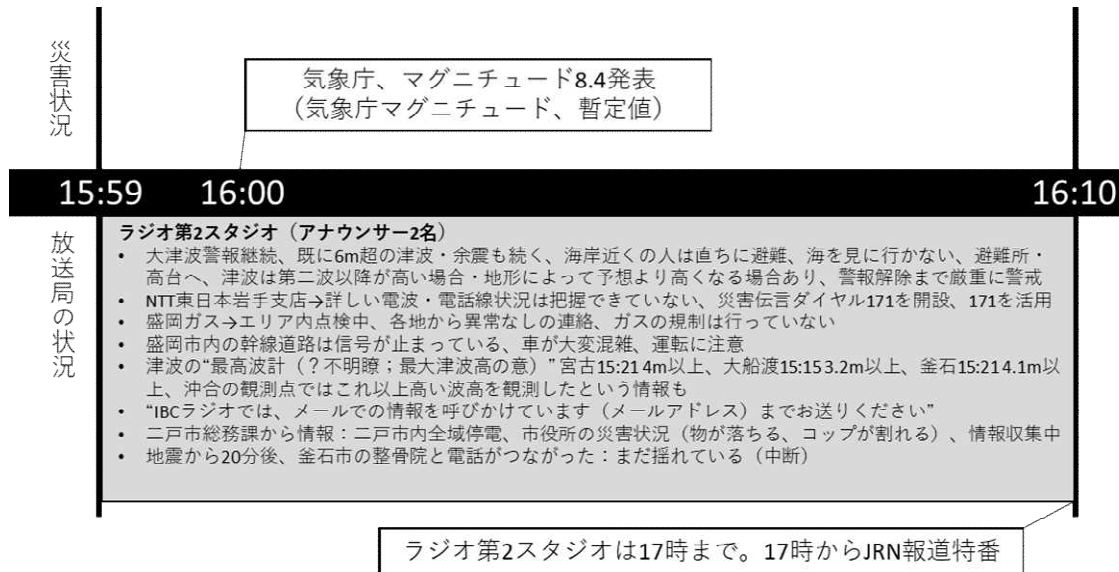 災害状況
気象庁、マグニチュード8.4発表
（気象庁マグニチュード、暫定値）
15:59 16:00 16:10
放送局の状況
ラジオ第2スタジオ（アナウンサー2名）
• 大津波警報継続、既に6m超の津波・余震も続く、海岸近くの人は直ちに避難、海を見に行かない、避難所・
高台へ、津波は第二波以降が高い場合・地形によって予想より高くなる場合あり、警報解除まで厳重に警戒
• NTT東日本岩手支店→詳しい電波・電話線状況は把握できていない、災害伝言ダイヤル171を開設、171を活用
• 盛岡ガス→エリア内点検中、各地から異常なしの連絡、ガスの規制は行っていない
• 盛岡市内の幹線道路は信号が止まっている、車が大変混雑、運転に注意
• 津波の“最高波計（？不明瞭；最大津波高の意）”宮古15:21 4m以上、大船渡15:15 3.2m以上、釜石15:21 4.1m以
上、沖合の観測点ではこれ以上高い波高を観測したという情報も
• “IBCラジオでは、メールでの情報を呼びかけています（メールアドレス）までお送りください”
• 二戸市総務課から情報：二戸市内全域停電、市役所の災害状況（物が落ちる、コップが割れる）、情報収集中
• 地震から20分後、釜石市の整骨院と電話がつながった：まだ揺れている（中断）
ラジオ第2スタジオは17時まで。17時からJRN報道特番